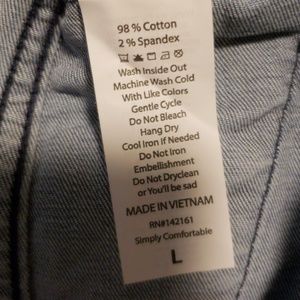 98 % Cotton
2 % Spandex
Wash Inside Out
Machine Wash Cold
With Like Colors
Gentle Cycle
Do Not Bleach
Hang Dry
Cool Iron If Needed
Do Not Iron
Embellishment
Do Not Dryclean
or You'll be sad
MADE IN VIETNAM
RN#142161
Simply Comfortable
L